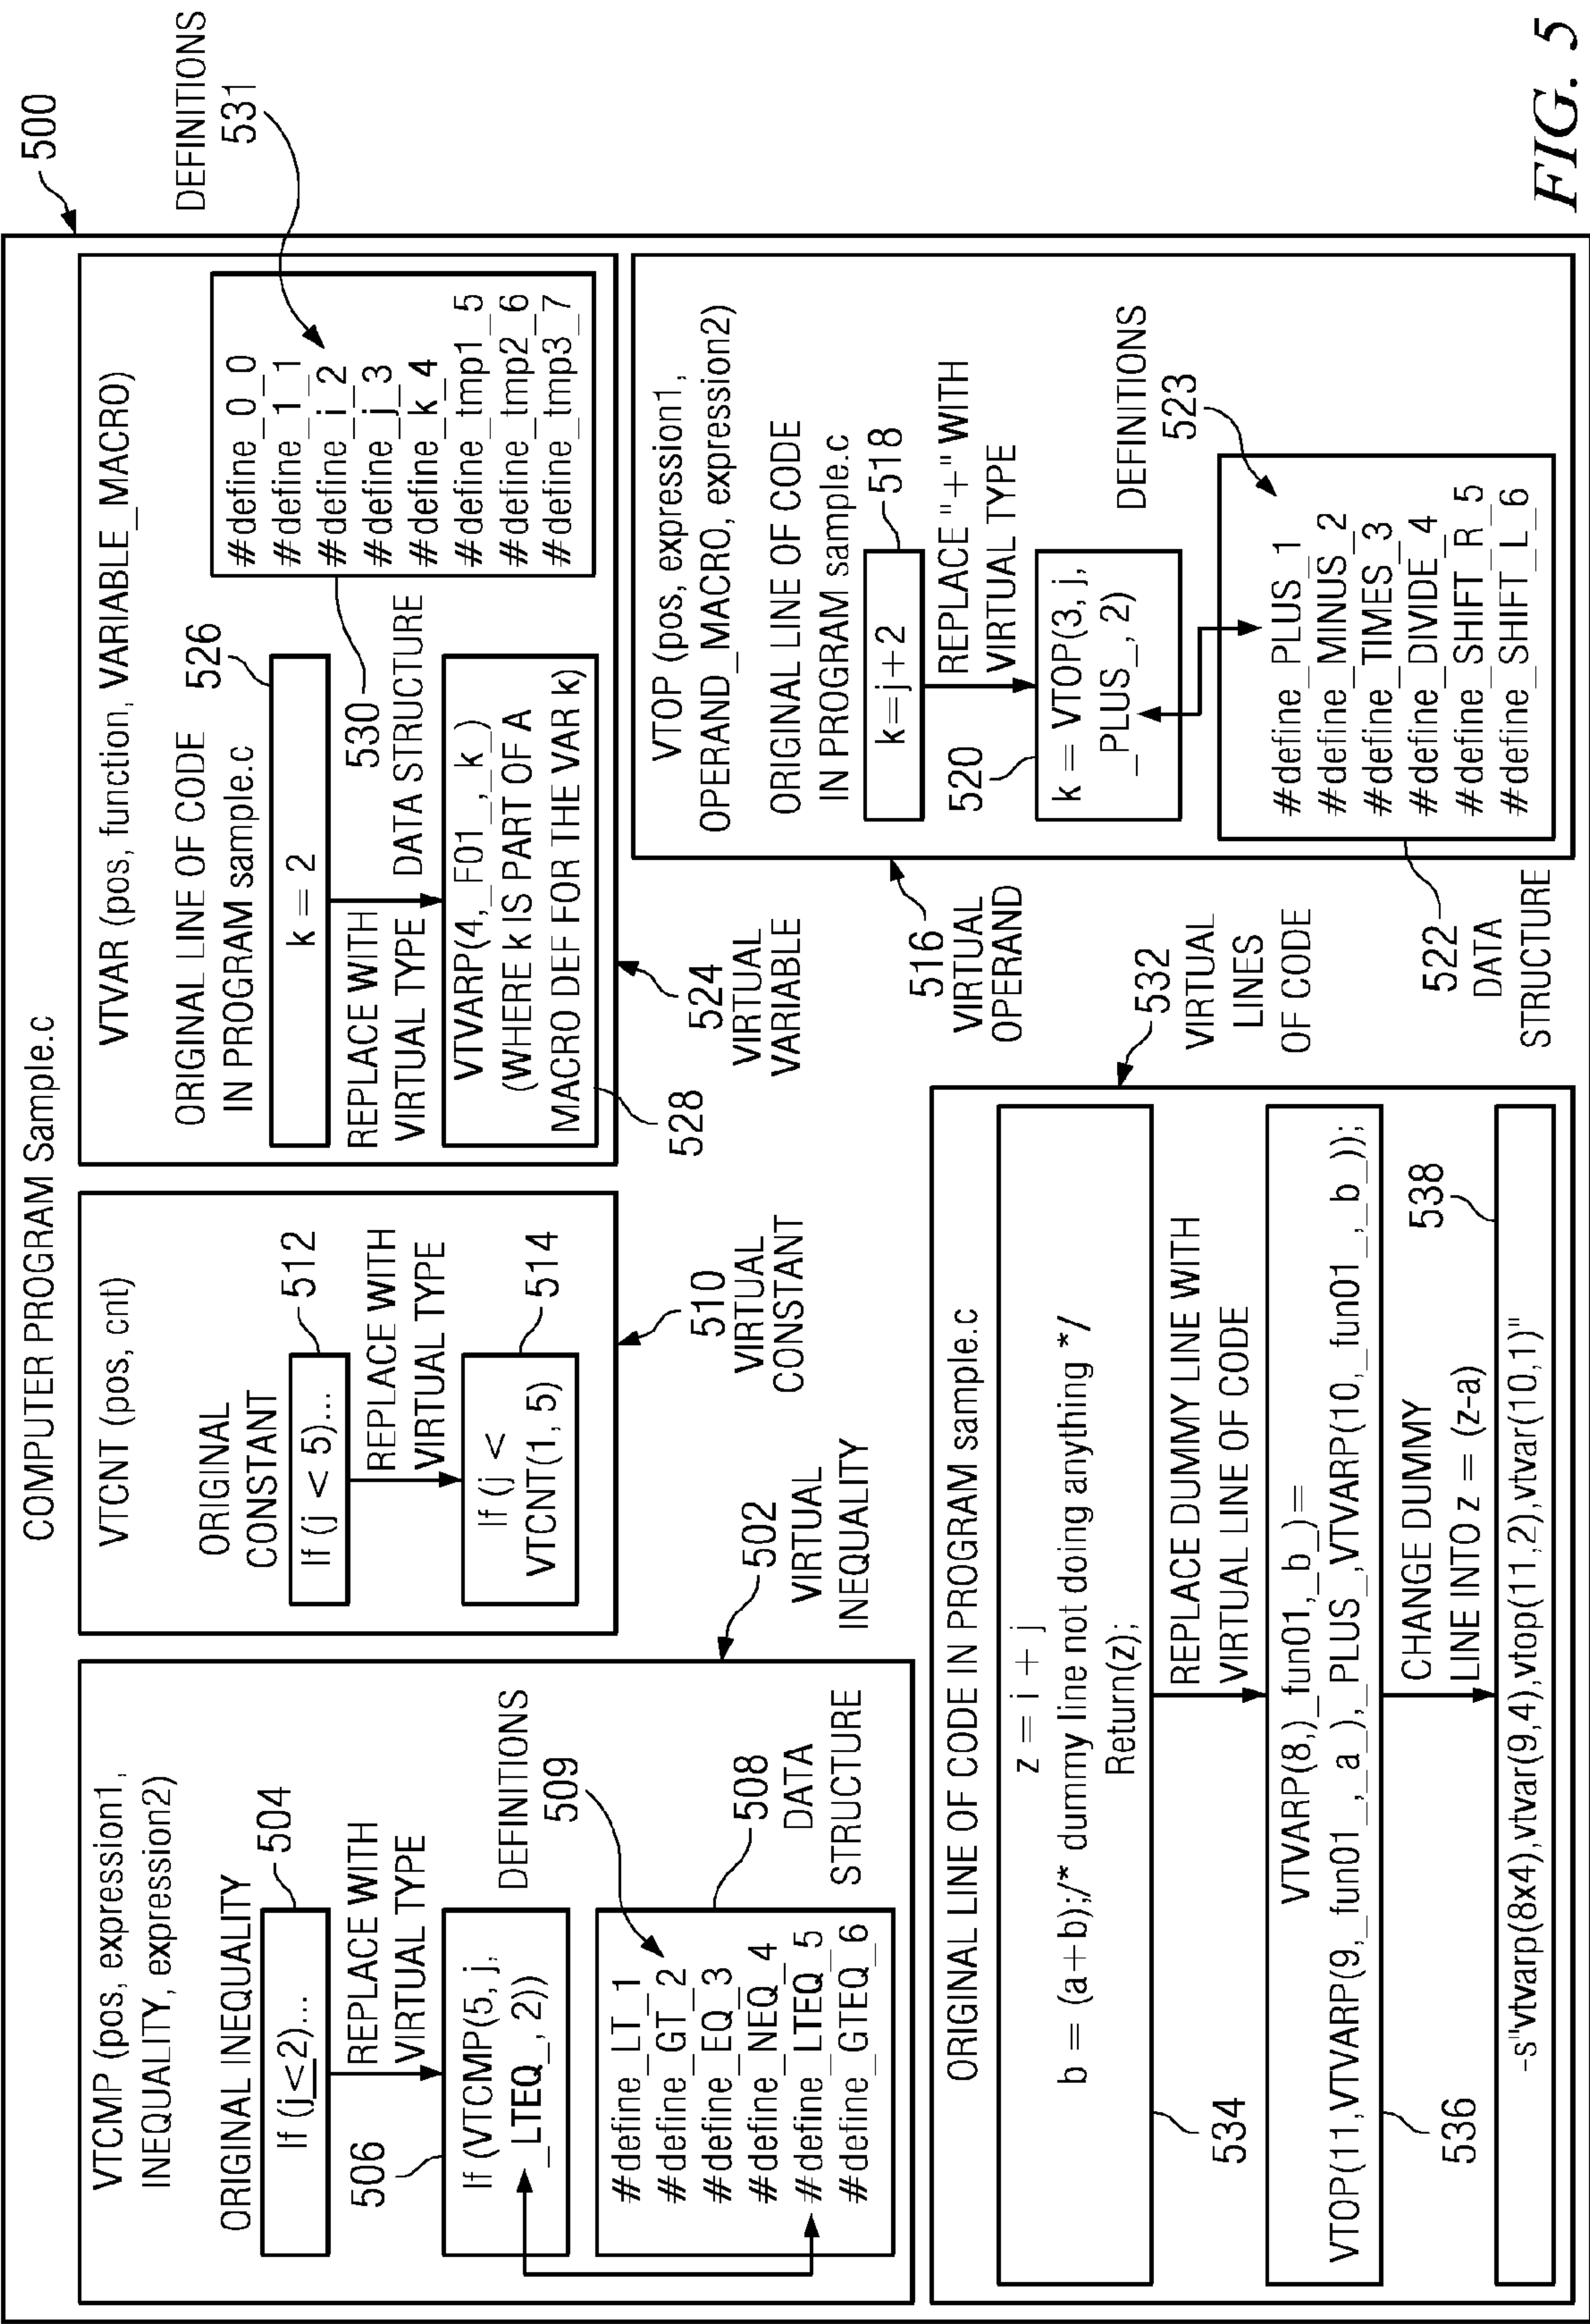 COMPUTER PROGRAM Sample.c
500
VTCMP (pos, expression1,
INEQUALITY, expression2)
ORIGINAL INEQUALITY
504
If (j<2)...
REPLACE WITH
VIRTUAL TYPE
506
If (VTCMP(5, j,
_LTEQ_, 2))
DEFINITIONS
509
#define_LT_1
#define_GT_2
#define_EQ_3
#define_NEQ_4
#define_LTEQ_5
#define_GTEQ_6
508
DATA
STRUCTURE
502
VIRTUAL
INEQUALITY
VTCNT (pos, cnt)
ORIGINAL
CONSTANT
512
If (j < 5)...
REPLACE WITH
VIRTUAL TYPE
514
If (j <
VTCNT(1, 5)
510
VIRTUAL
CONSTANT
VTVAR (pos, function, VARIABLE_MACRO)
ORIGINAL LINE OF CODE
IN PROGRAM sample.c
526
k = 2
REPLACE WITH
VIRTUAL TYPE
530
DATA STRUCTURE
VTVARP(4,_F01_,_k_)
(WHERE k IS PART OF A
MACRO DEF FOR THE VAR k)
528
524
VIRTUAL
VARIABLE
#define_0_0
#define_1_1
#define_i_2
#define_j_3
#define_k_4
#define_tmp1_5
#define_tmp2_6
#define_tmp3_7
DEFINITIONS
531
ORIGINAL LINE OF CODE IN PROGRAM sample.c
z = i + j
b = (a+b);/* dummy line not doing anything */
Return(z);
534
REPLACE DUMMY LINE WITH
VIRTUAL LINE OF CODE
VTVARP(8,)_fun01,_b_)=
VTOP(11,VTVARP(9,_fun01_,_a_),_PLUS_,VTVARP(10,_fun01_,_b_));
536
CHANGE DUMMY
LINE INTO z = (z-a)
538
-s"vtvarp(8x4),vtvar(9,4),vtop(11,2),vtvar(10,1)"
532
VIRTUAL
LINES
OF CODE
VTOP (pos, expression1,
OPERAND_MACRO, expression2)
ORIGINAL LINE OF CODE
IN PROGRAM sample.c
518
k=j+2
REPLACE "+" WITH
VIRTUAL TYPE
520
k = VTOP(3, j,
_PLUS_, 2)
DEFINITIONS
523
#define_PLUS_1
#define_MINUS_2
#define_TIMES_3
#define_DIVIDE_4
#define_SHIFT_R_5
#define_SHIFT_L_6
516
VIRTUAL
OPERAND
522
DATA
STRUCTURE
FIG. 5